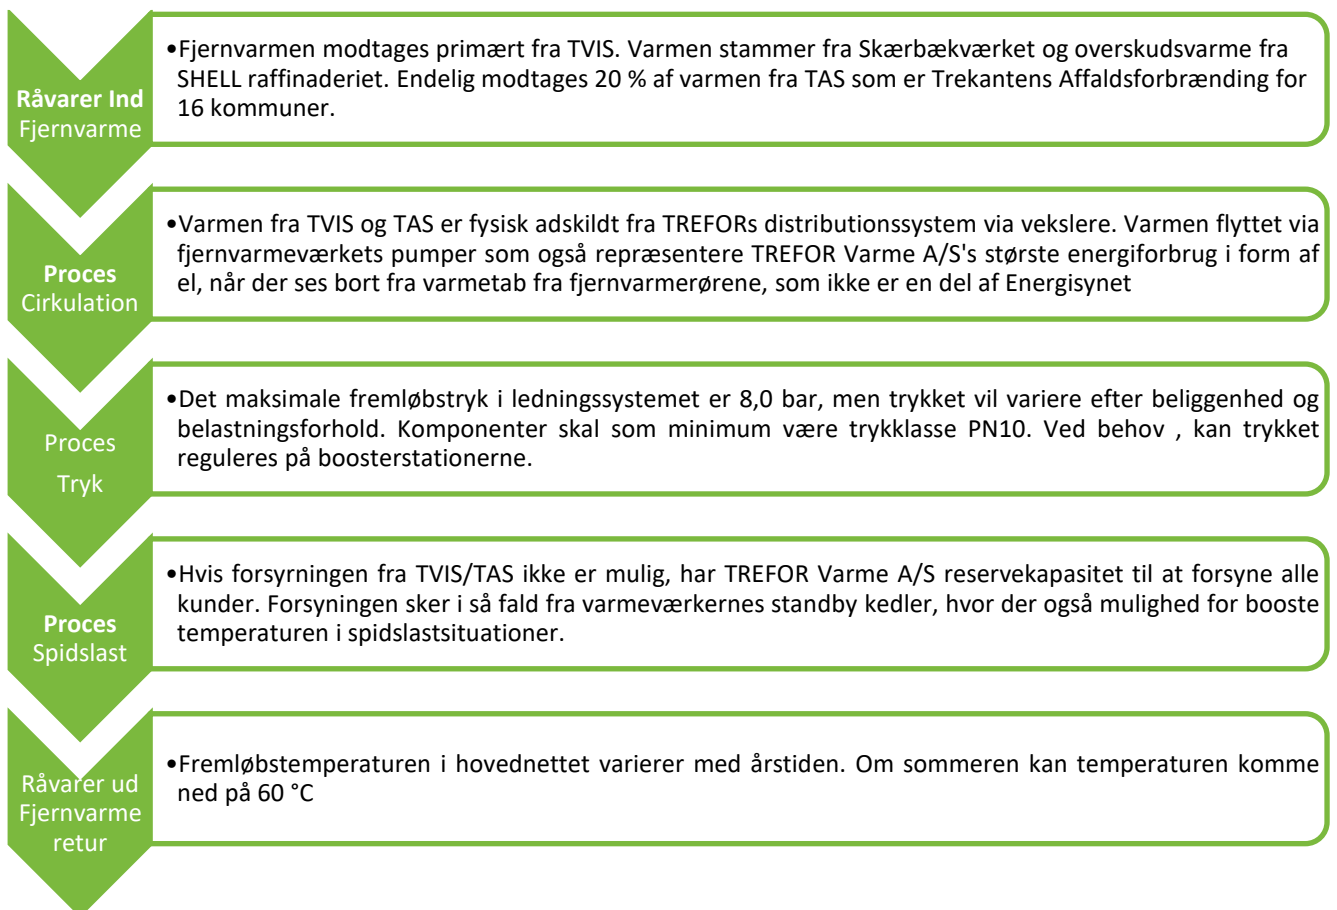 Råvarer Ind
Fjernvarme
•Fjernvarmen modtages primært fra TVIS. Varmen stammer fra Skærbækværket og overskudsvarme fra
SHELL raffinaderiet. Endelig modtages 20 % af varmen fra TAS som er Trekantens Affaldsforbrænding for
16 kommuner.
Proces
Cirkulation
•Varmen fra TVIS og TAS er fysisk adskildt fra TREFORs distributionssystem via vekslere. Varmen flyttet via
fjernvarmeværkets pumper som også repræsentere TREFOR Varme A/S's største energiforbrug i form af
el, når der ses bort fra varmetab fra fjernvarmerørene, som ikke er en del af Energisynet
Proces
Tryk
•Det maksimale fremløbstryk i ledningssystemet er 8,0 bar, men trykket vil variere efter beliggenhed og
belastningsforhold. Komponenter skal som minimum være trykklasse PN10. Ved behov , kan trykket
reguleres på boosterstationerne.
Proces
Spidslast
•Hvis forsyrningen fra TVIS/TAS ikke er mulig, har TREFOR Varme A/S reservekapasitet til at forsyne alle
kunder. Forsyningen sker i så fald fra varmeværkernes standby kedler, hvor der også mulighed for booste
temperaturen i spidslastsituationer.
Råvarer ud
Fjernvarme
retur
•Fremløbstemperaturen i hovednettet varierer med årstiden. Om sommeren kan temperaturen komme
ned på 60 °C